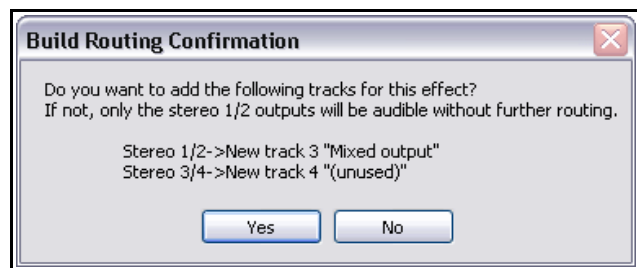 Build Routing Confirmation
Do you want to add the following tracks for this effect?
If not, only the stereo 1/2 outputs will be audible without further routing.
Stereo 1/2->New track 3 "Mixed output"
Stereo 3/4->New track 4 "(unused)"
Yes
No